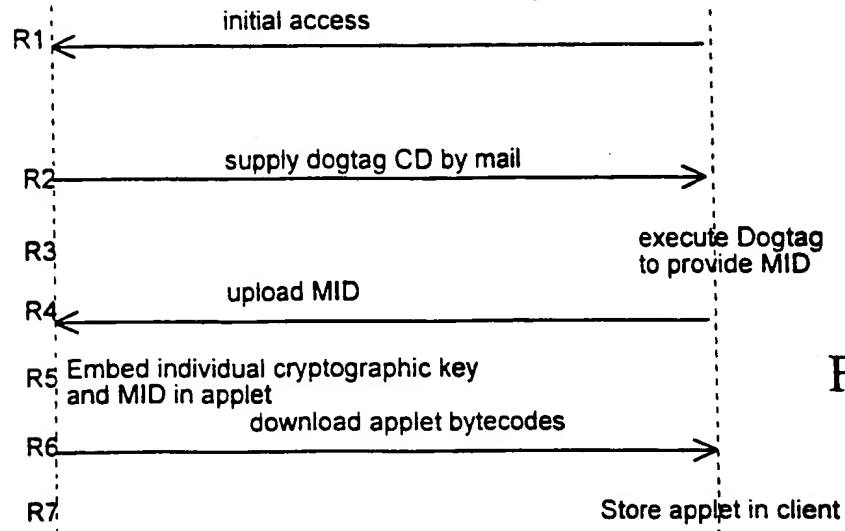 initial access
R1
supply dogtag CD by mail
R2
R3
execute Dogtag
to provide MID
upload MID
R4
R5
Embed individual cryptographic key
and MID in applet
download applet bytecodes
R6
R7
Store applet in client